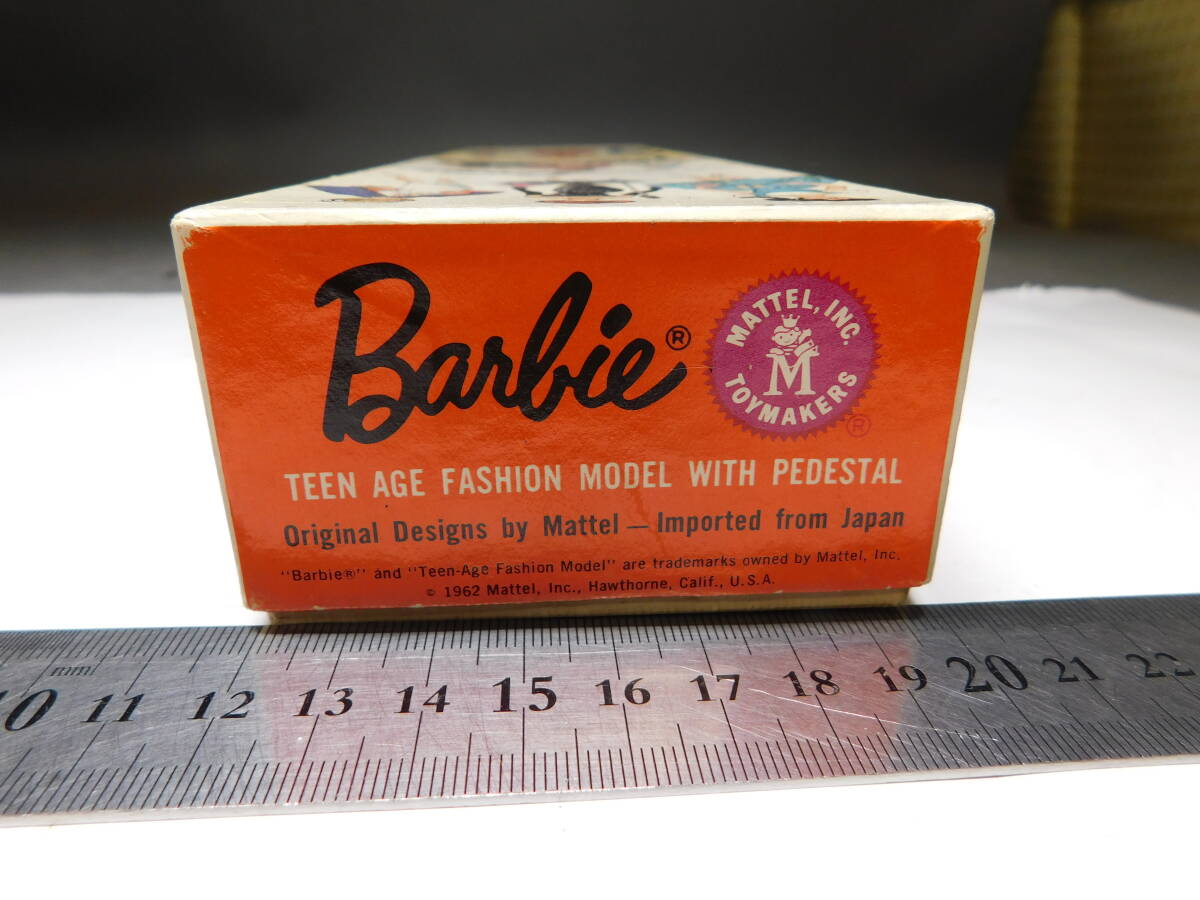 Barbie®
MATTEL, INC.
M
TOYMAKERS
®
TEEN AGE FASHION MODEL WITH PEDESTAL
Original Designs by Mattel — Imported from Japan
"Barbie®" and "Teen-Age Fashion Model" are trademarks owned by Mattel, Inc.
© 1962 Mattel, Inc., Hawthorne, Calif., U.S.A.
mm
10 11 12 13 14 15 16 17 18 19 20 21 22